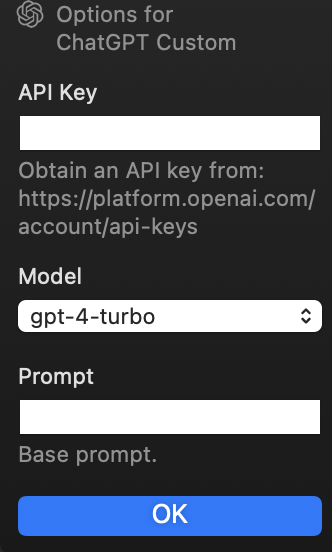 Options for
ChatGPT Custom
API Key
Obtain an API key from:
https://platform.openai.com/
account/api-keys
Model
gpt-4-turbo
Prompt
Base prompt.
OK